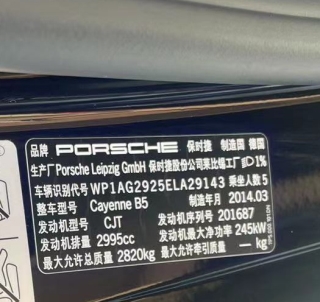 品牌 PORSCHE 保时捷 制造国 德国
生产厂 Porsche Leipzig GmbH 保时捷股份公司莱比锡工厂 1%
车辆识别代号 WP1AG2925ELA29143 乘坐人数 5
整车型号 Cayenne B5 制造年月 2014.03
发动机型号 CJT 发动机序列号 201687
发动机排量 2995cc 发动机最大净功率 245kW
最大允许总质量 2820kg 最大允许牵引质量 — kg